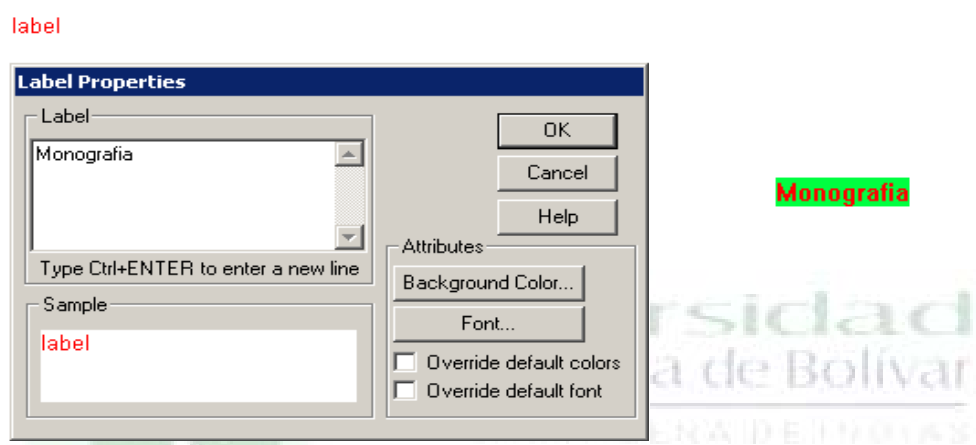 label
Label Properties
Label
Monografia
Type Ctrl+ENTER to enter a new line
Sample
label
OK
Cancel
Help
Attributes
Background Color...
Font...
Override default colors
Override default font
Monografia
rsidad
a de Bolívar